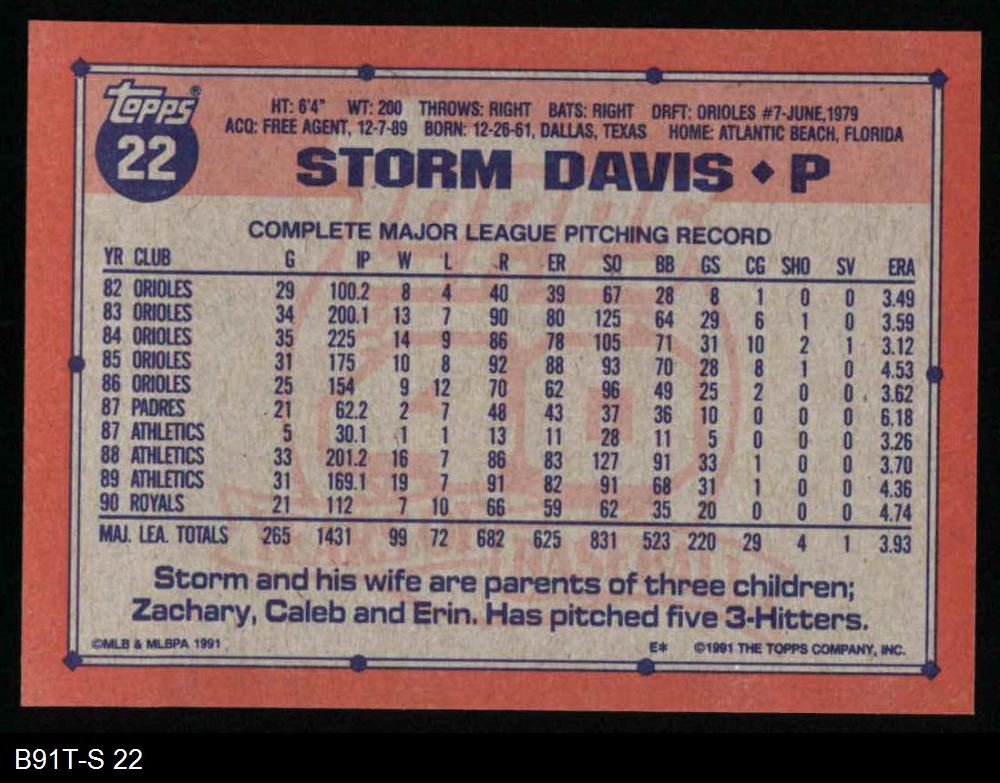 topps®
22
HT: 6'4" WT: 200 THROWS: RIGHT BATS: RIGHT DRFT: ORIOLES #7-JUNE,1979
ACQ: FREE AGENT, 12-7-89 BORN: 12-26-61, DALLAS, TEXAS HOME: ATLANTIC BEACH, FLORIDA
STORM DAVIS ◆ P
COMPLETE MAJOR LEAGUE PITCHING RECORD
YR CLUB G IP W L R ER SO BB GS CG SHO SV ERA
82 ORIOLES 29 100.2 8 4 40 39 67 28 8 1 0 0 3.49
83 ORIOLES 34 200.1 13 7 90 80 125 64 29 6 1 0 3.59
84 ORIOLES 35 225 14 9 86 78 105 71 31 10 2 1 3.12
85 ORIOLES 31 175 10 8 92 88 93 70 28 8 1 0 4.53
86 ORIOLES 25 154 9 12 70 62 96 49 25 2 0 0 3.62
87 PADRES 21 62.2 2 7 48 43 37 36 10 0 0 0 6.18
87 ATHLETICS 5 30.1 1 1 13 11 28 11 5 0 0 0 3.26
88 ATHLETICS 33 201.2 16 7 86 83 127 91 33 1 0 0 3.70
89 ATHLETICS 31 169.1 19 7 91 82 91 68 31 1 0 0 4.36
90 ROYALS 21 112 7 10 66 59 62 35 20 0 0 0 4.74
MAJ. LEA. TOTALS 265 1431 99 72 682 625 831 523 220 29 4 1 3.93
Storm and his wife are parents of three children;
Zachary, Caleb and Erin. Has pitched five 3-Hitters.
©MLB & MLBPA 1991 E* ©1991 THE TOPPS COMPANY, INC.
B91T-S 22